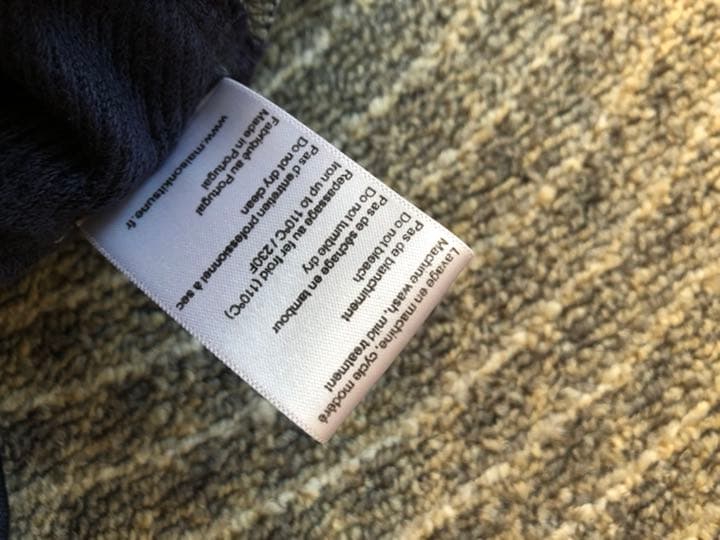 Lavage en machine, cycle modéré
Machine wash, mild treatment
Pas de blanchiment
Do not bleach
Pas de séchage en tambour
Do not tumble dry
Repassage au fer froid (110°C)
Iron up to 110°C / 230F
Pas d'entretien professionnel à sec
Do not dry clean
Fabriqué au Portugal
Made in Portugal
www.maisonkitsune.fr